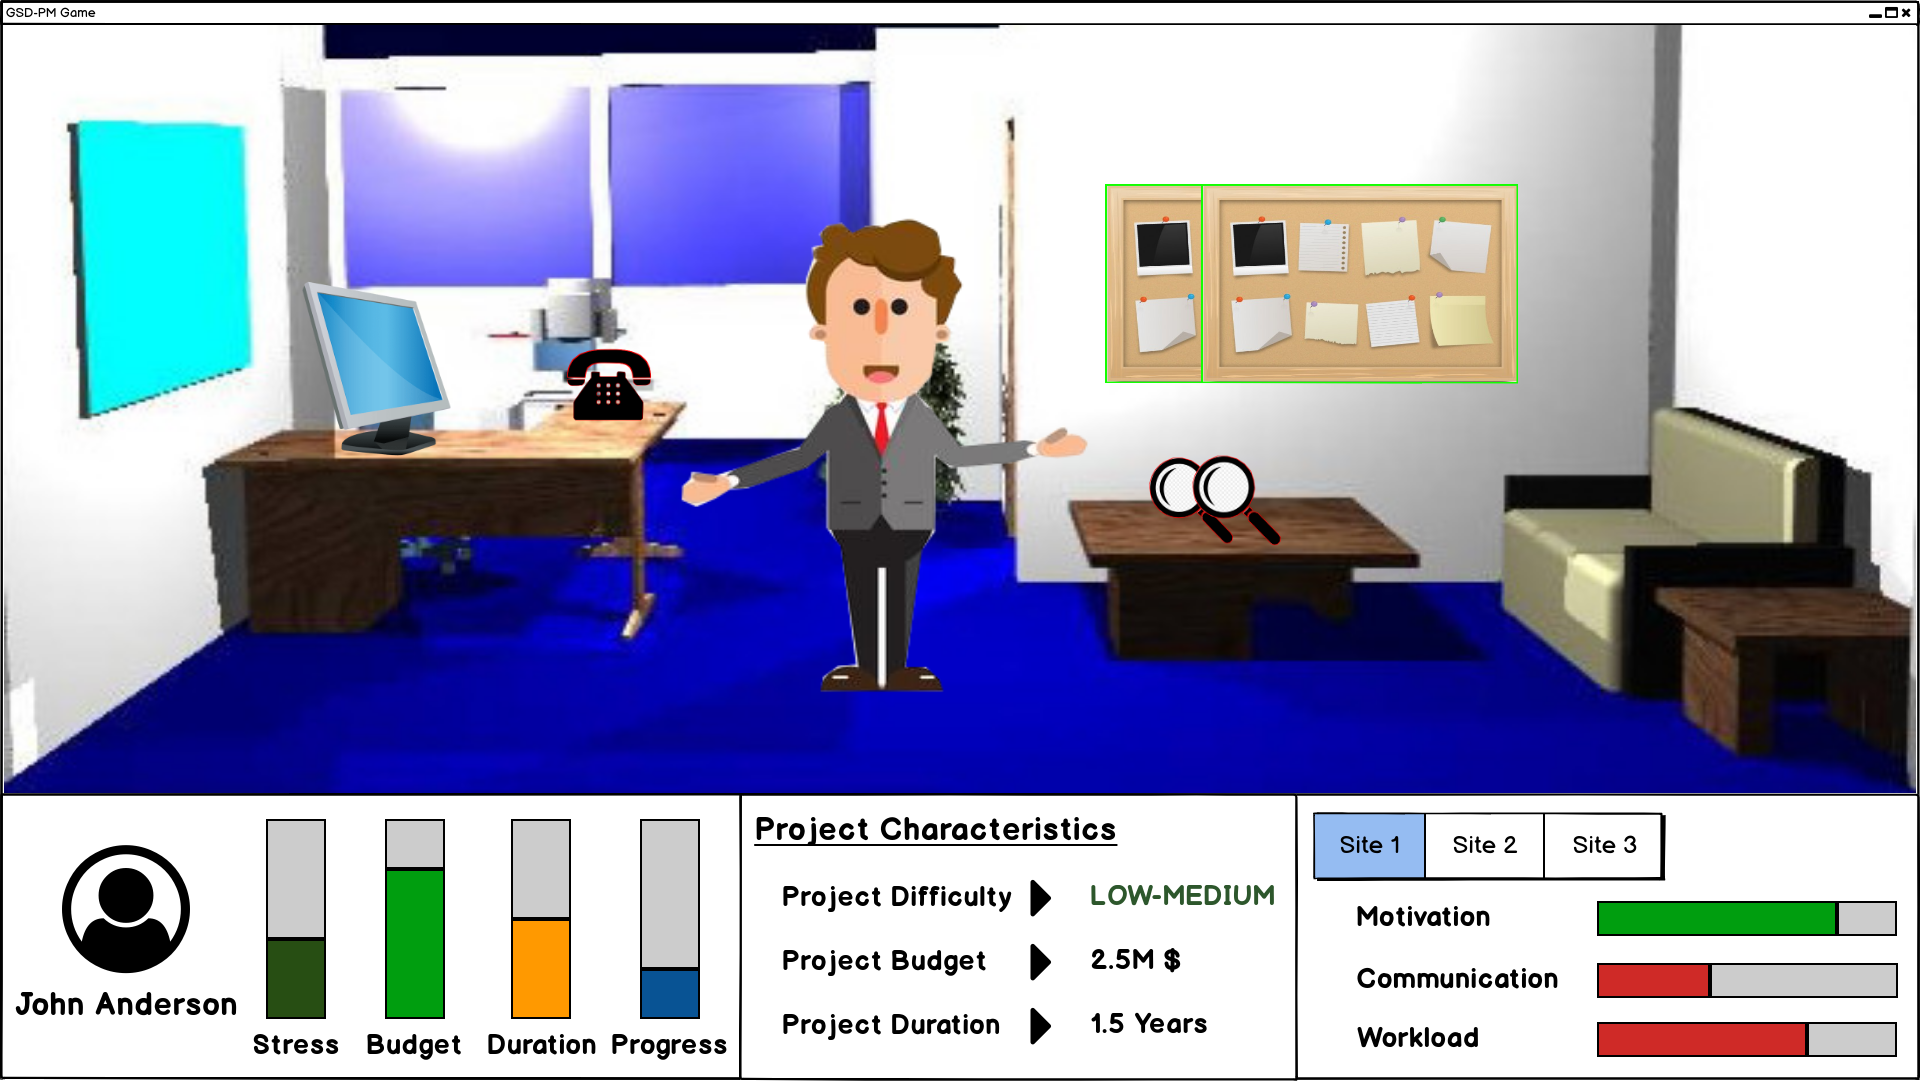 GSD-PM Game
John Anderson
Stress
Budget
Duration
Progress
Project Characteristics
Project Difficulty
LOW-MEDIUM
Project Budget
2.5M $
Project Duration
1.5 Years
Site 1
Site 2
Site 3
Motivation
Communication
Workload